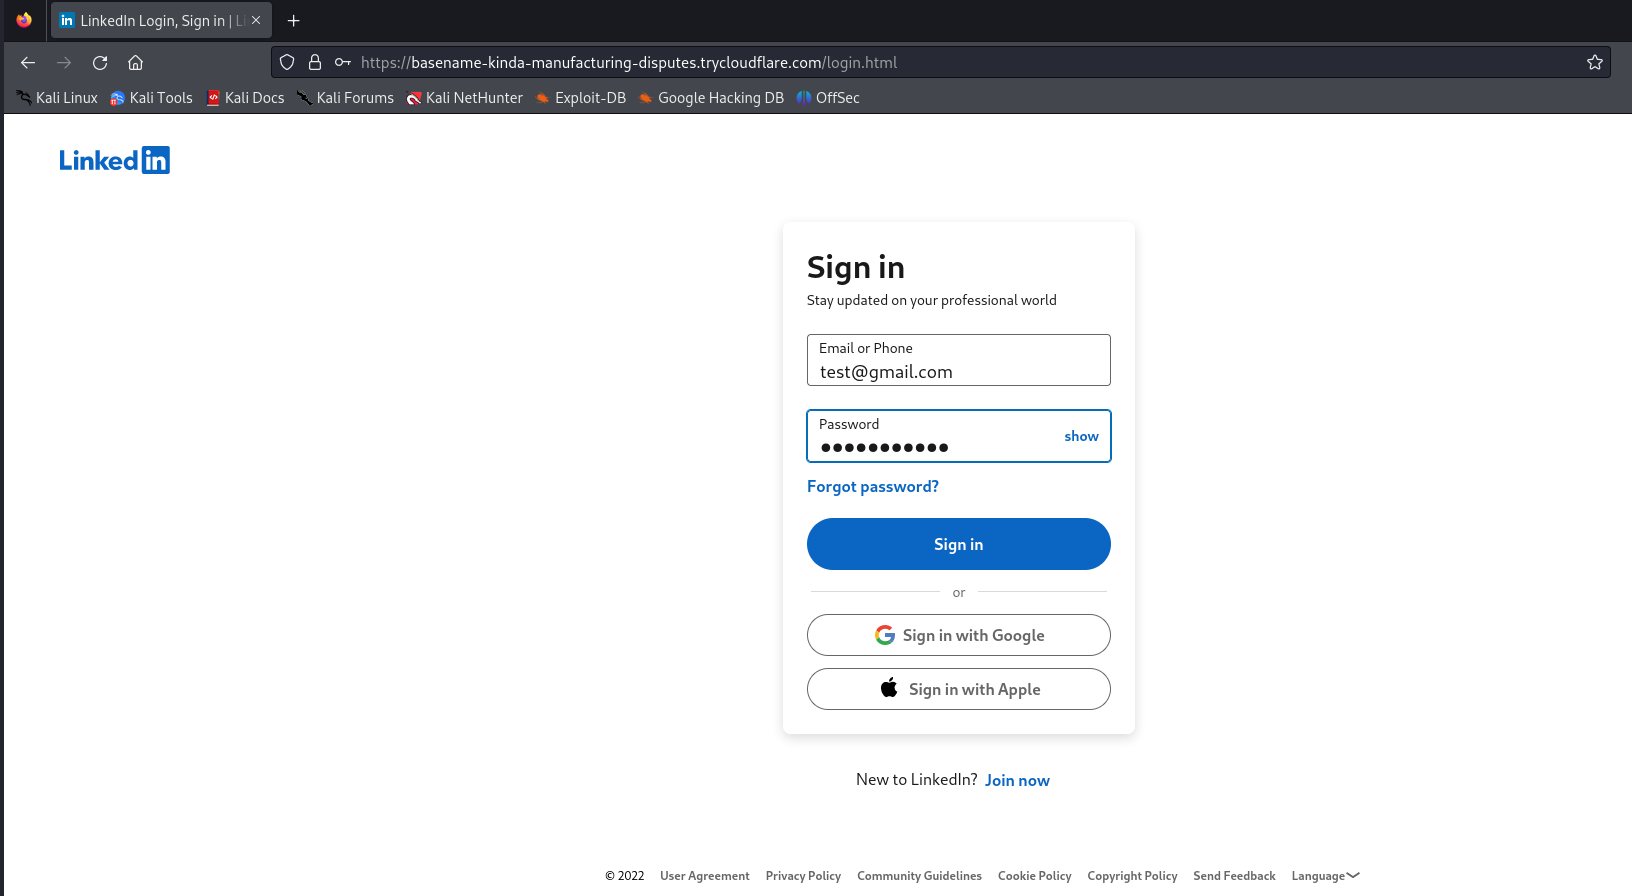 LinkedIn Login, Sign in | L
https://basename-kinda-manufacturing-disputes.trycloudflare.com/login.html
Kali Linux Kali Tools Kali Docs Kali Forums Kali NetHunter Exploit-DB Google Hacking DB OffSec
Linkedin
Sign in
Stay updated on your professional world
Email or Phone
test@gmail.com
Password
show
Forgot password?
Sign in
or
Sign in with Google
Sign in with Apple
New to LinkedIn? Join now
© 2022 User Agreement Privacy Policy Community Guidelines Cookie Policy Copyright Policy Send Feedback Language